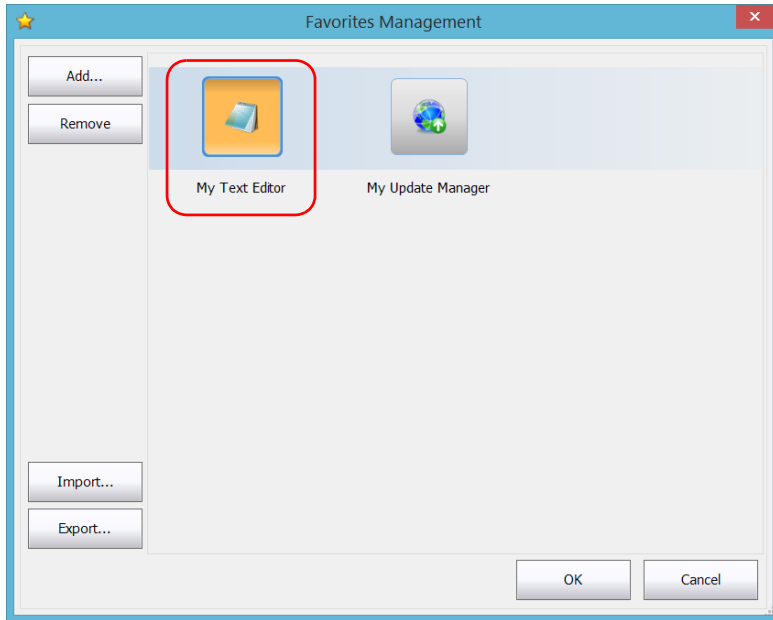 Favorites Management
Add...
Remove
My Text Editor
My Update Manager
Import...
Export...
OK
Cancel